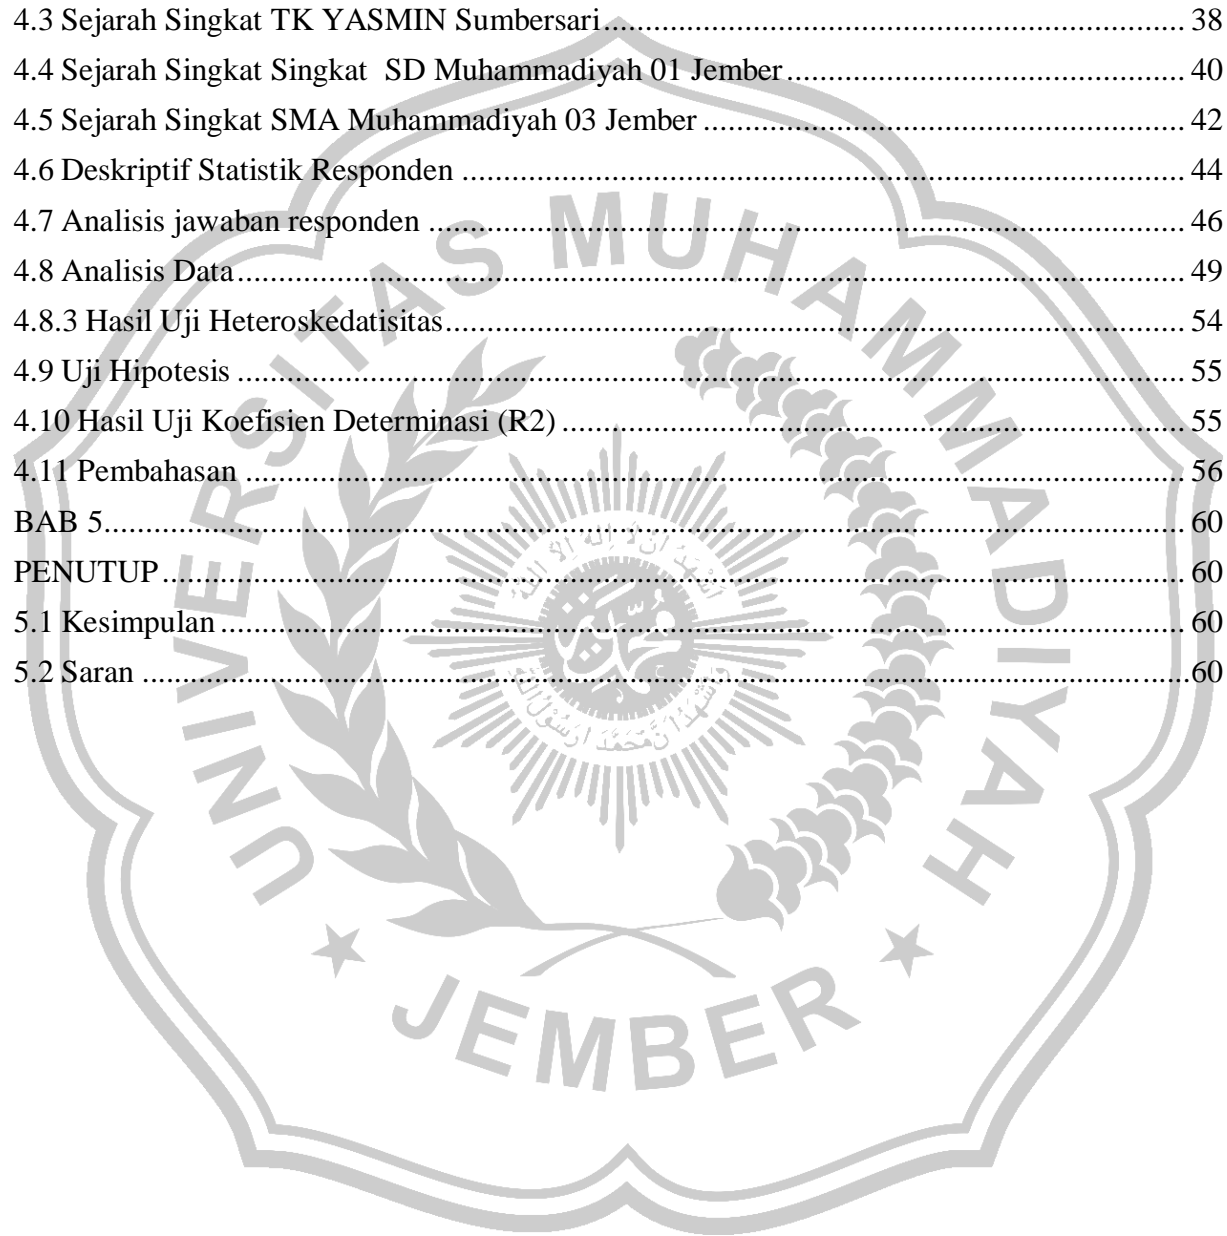 4.3 Sejarah Singkat TK YASMIN Sumbersari........................................................................ 38
4.4 Sejarah Singkat Singkat  SD Muhammadiyah 01 Jember................................................. 40
4.5 Sejarah Singkat SMA Muhammadiyah 03 Jember ........................................................... 42
4.6 Deskriptif Statistik Responden ......................................................................................... 44
4.7 Analisis jawaban responden ............................................................................................. 46
4.8 Analisis Data..................................................................................................................... 49
4.8.3 Hasil Uji Heteroskedatisitas........................................................................................... 54
4.9 Uji Hipotesis ..................................................................................................................... 55
4.10 Hasil Uji Koefisien Determinasi (R2) ............................................................................. 55
4.11 Pembahasan .................................................................................................................... 56
BAB 5..................................................................................................................................... 60
PENUTUP .............................................................................................................................. 60
5.1 Kesimpulan ....................................................................................................................... 60
5.2 Saran .................................................................................................................................60
UNIVERSITAS MUHAMMADIYAH
JEMBER